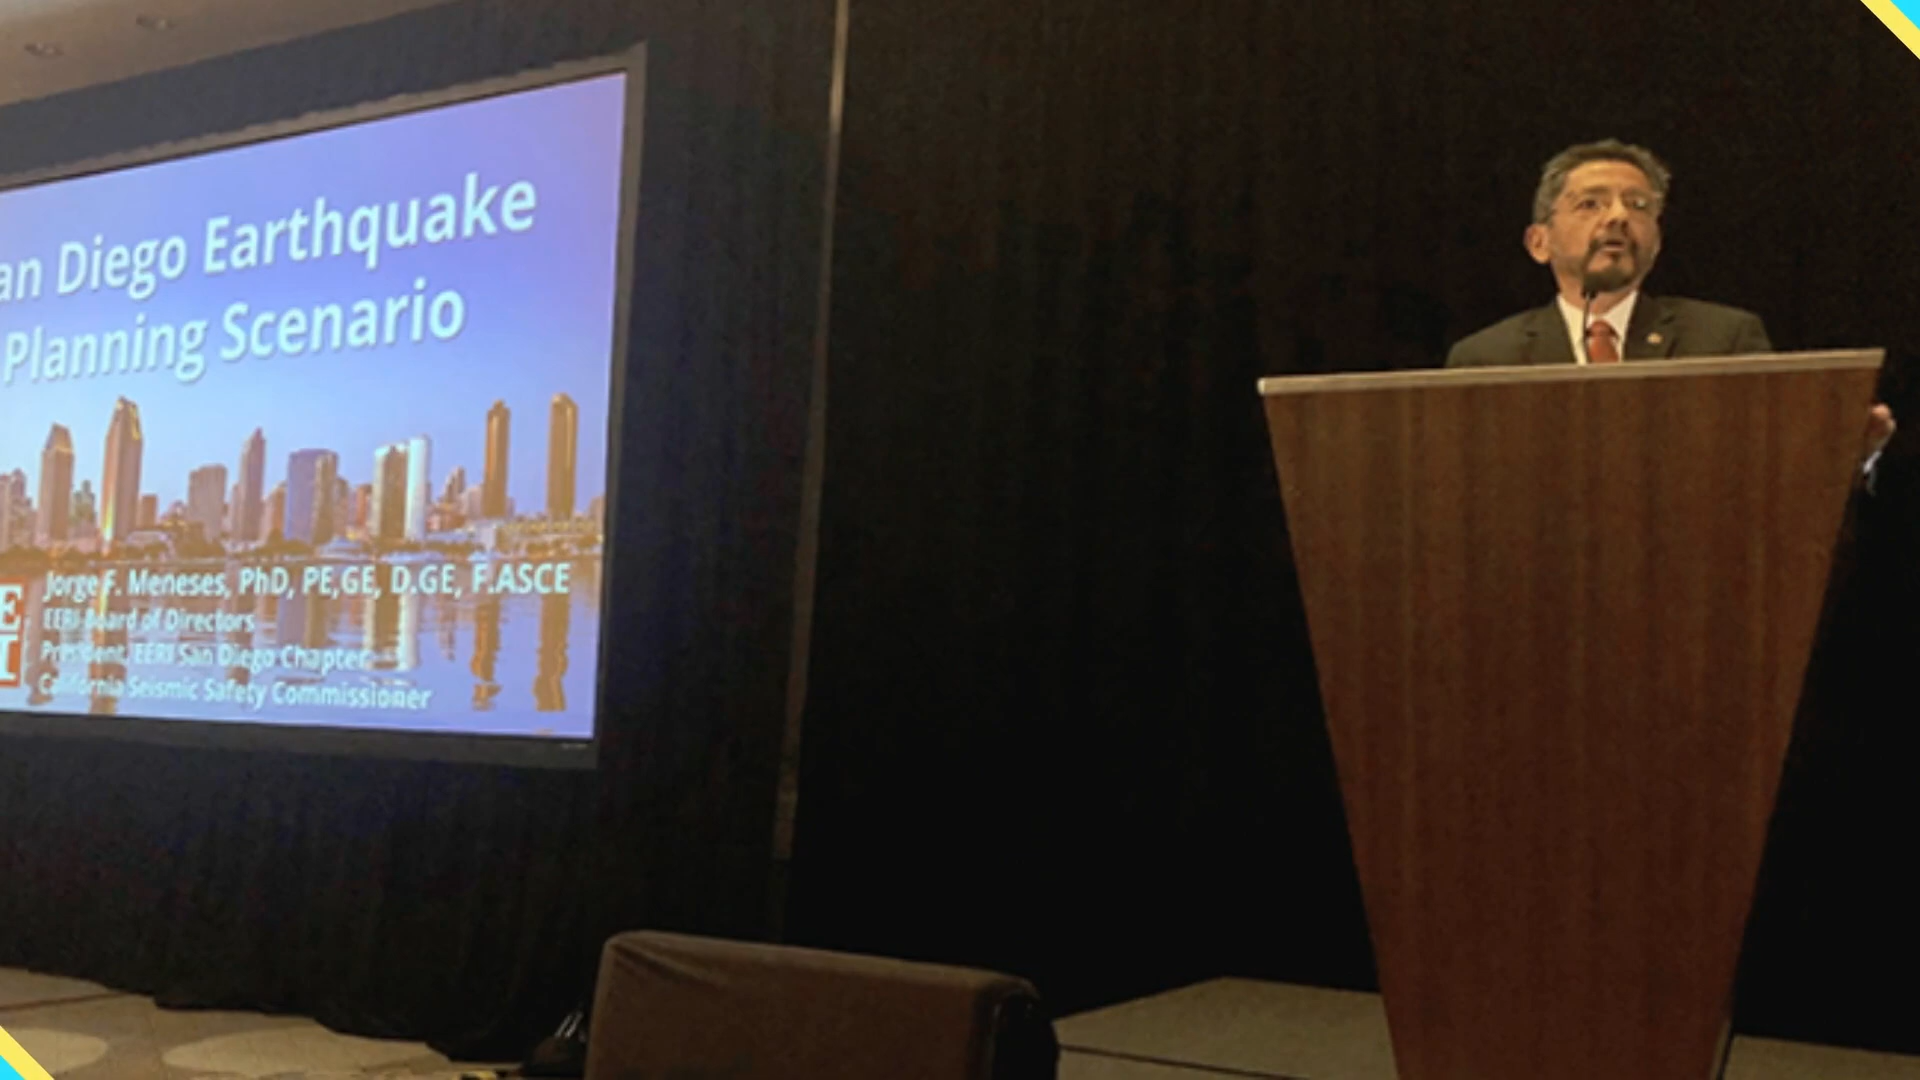 an Diego Earthquake
Planning Scenario
E
I
Jorge F. Meneses, PhD, PE,GE, D.GE, F.ASCE
EERI Board of Directors
President, EERI San Diego Chapter
California Seismic Safety Commissioner